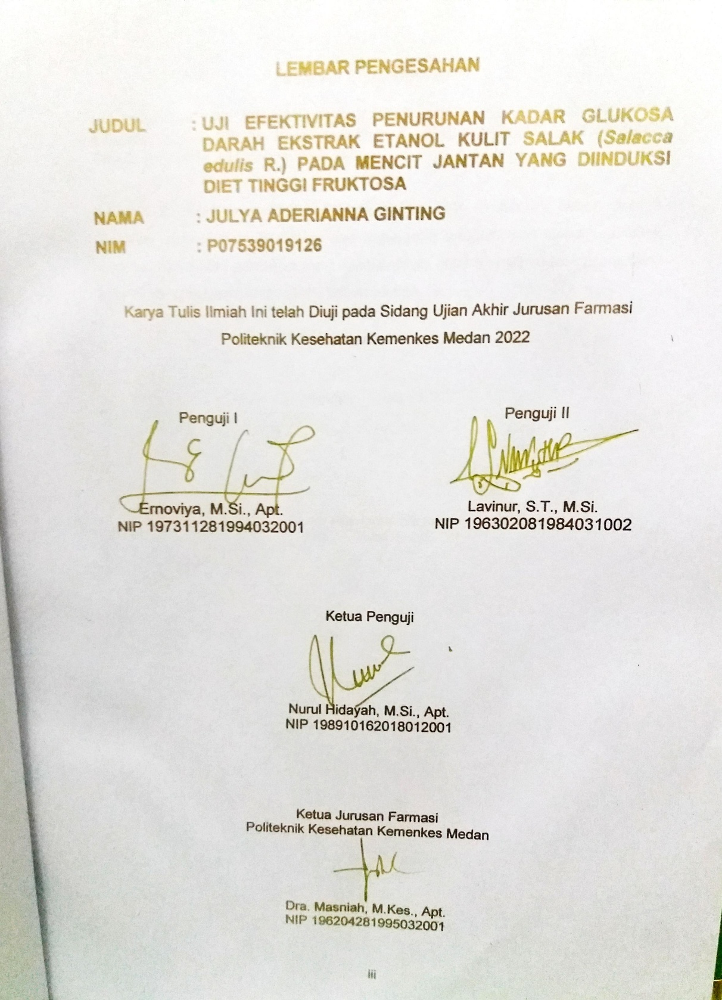 LEMBAR PENGESAHAN
JUDUL : UJI EFEKTIVITAS PENURUNAN KADAR GLUKOSA
DARAH EKSTRAK ETANOL KULIT SALAK (Salacca
edulis R.) PADA MENCIT JANTAN YANG DIINDUKSI
DIET TINGGI FRUKTOSA
NAMA : JULYA ADERIANNA GINTING
NIM : P07539019126
Karya Tulis Ilmiah Ini telah Diuji pada Sidang Ujian Akhir Jurusan Farmasi
Politeknik Kesehatan Kemenkes Medan 2022
Penguji I
Ernoviya, M.Si., Apt.
NIP 197311281994032001
Penguji II
Lavinur, S.T., M.Si.
NIP 196302081984031002
Ketua Penguji
Nurul Hidayah, M.Si., Apt.
NIP 198910162018012001
Ketua Jurusan Farmasi
Politeknik Kesehatan Kemenkes Medan
Dra. Masniah, M.Kes., Apt.
NIP 196204281995032001
iii